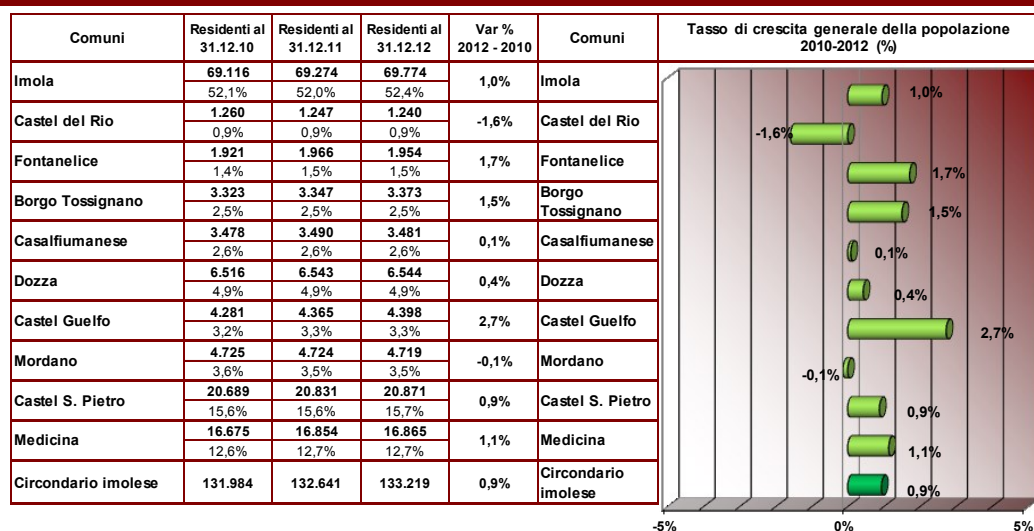 Comuni Residenti al 31.12.10 Residenti al 31.12.11 Residenti al 31.12.12 Var % 2012 - 2010 Comuni Tasso di crescita generale della popolazione 2010-2012 (%)
Imola 69.116 69.274 69.774 1,0% Imola 1,0%
52,1% 52,0% 52,4%
Castel del Rio 1.260 1.247 1.240 -1,6% Castel del Rio -1,6%
0,9% 0,9% 0,9%
Fontanelice 1.921 1.966 1.954 1,7% Fontanelice 1,7%
1,4% 1,5% 1,5%
Borgo Tossignano 3.323 3.347 3.373 1,5% Borgo Tossignano 1,5%
2,5% 2,5% 2,5%
Casalfiumanese 3.478 3.490 3.481 0,1% Casalfiumanese 0,1%
2,6% 2,6% 2,6%
Dozza 6.516 6.543 6.544 0,4% Dozza 0,4%
4,9% 4,9% 4,9%
Castel Guelfo 4.281 4.365 4.398 2,7% Castel Guelfo 2,7%
3,2% 3,3% 3,3%
Mordano 4.725 4.724 4.719 -0,1% Mordano -0,1%
3,6% 3,5% 3,5%
Castel S. Pietro 20.689 20.831 20.871 0,9% Castel S. Pietro 0,9%
15,6% 15,6% 15,7%
Medicina 16.675 16.854 16.865 1,1% Medicina 1,1%
12,6% 12,7% 12,7%
Circondario imolese 131.984 132.641 133.219 0,9% Circondario imolese 0,9%
-5% 0% 5%